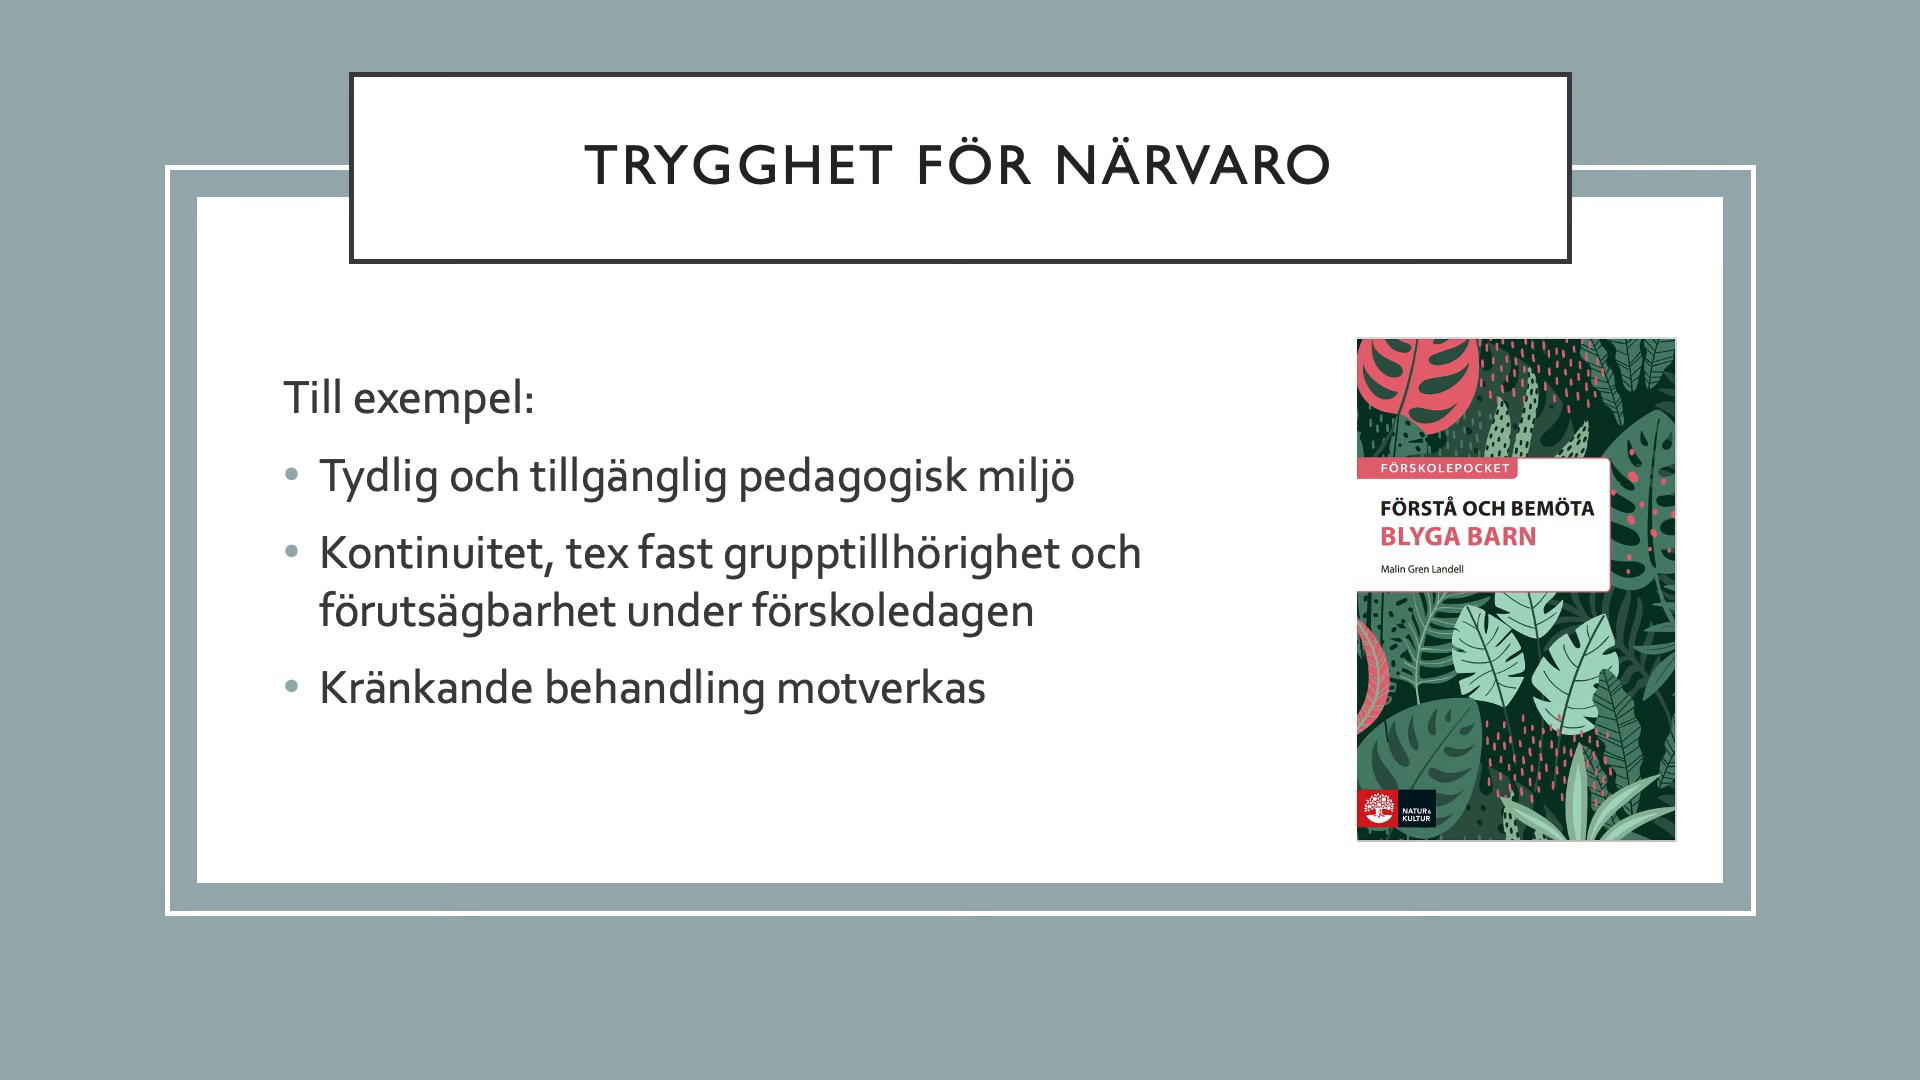 TRYGGHET FÖR NÄRVARO
Till exempel:
• Tydlig och tillgänglig pedagogisk miljö
• Kontinuitet, tex fast grupptillhörighet och
förutsägbarhet under förskoledagen
• Kränkande behandling motverkas
FÖRSKOLEPOCKET
FÖRSTÅ OCH BEMÖTA
BLYGA BARN
Malin Gren Landell
NATUR &
KULTUR